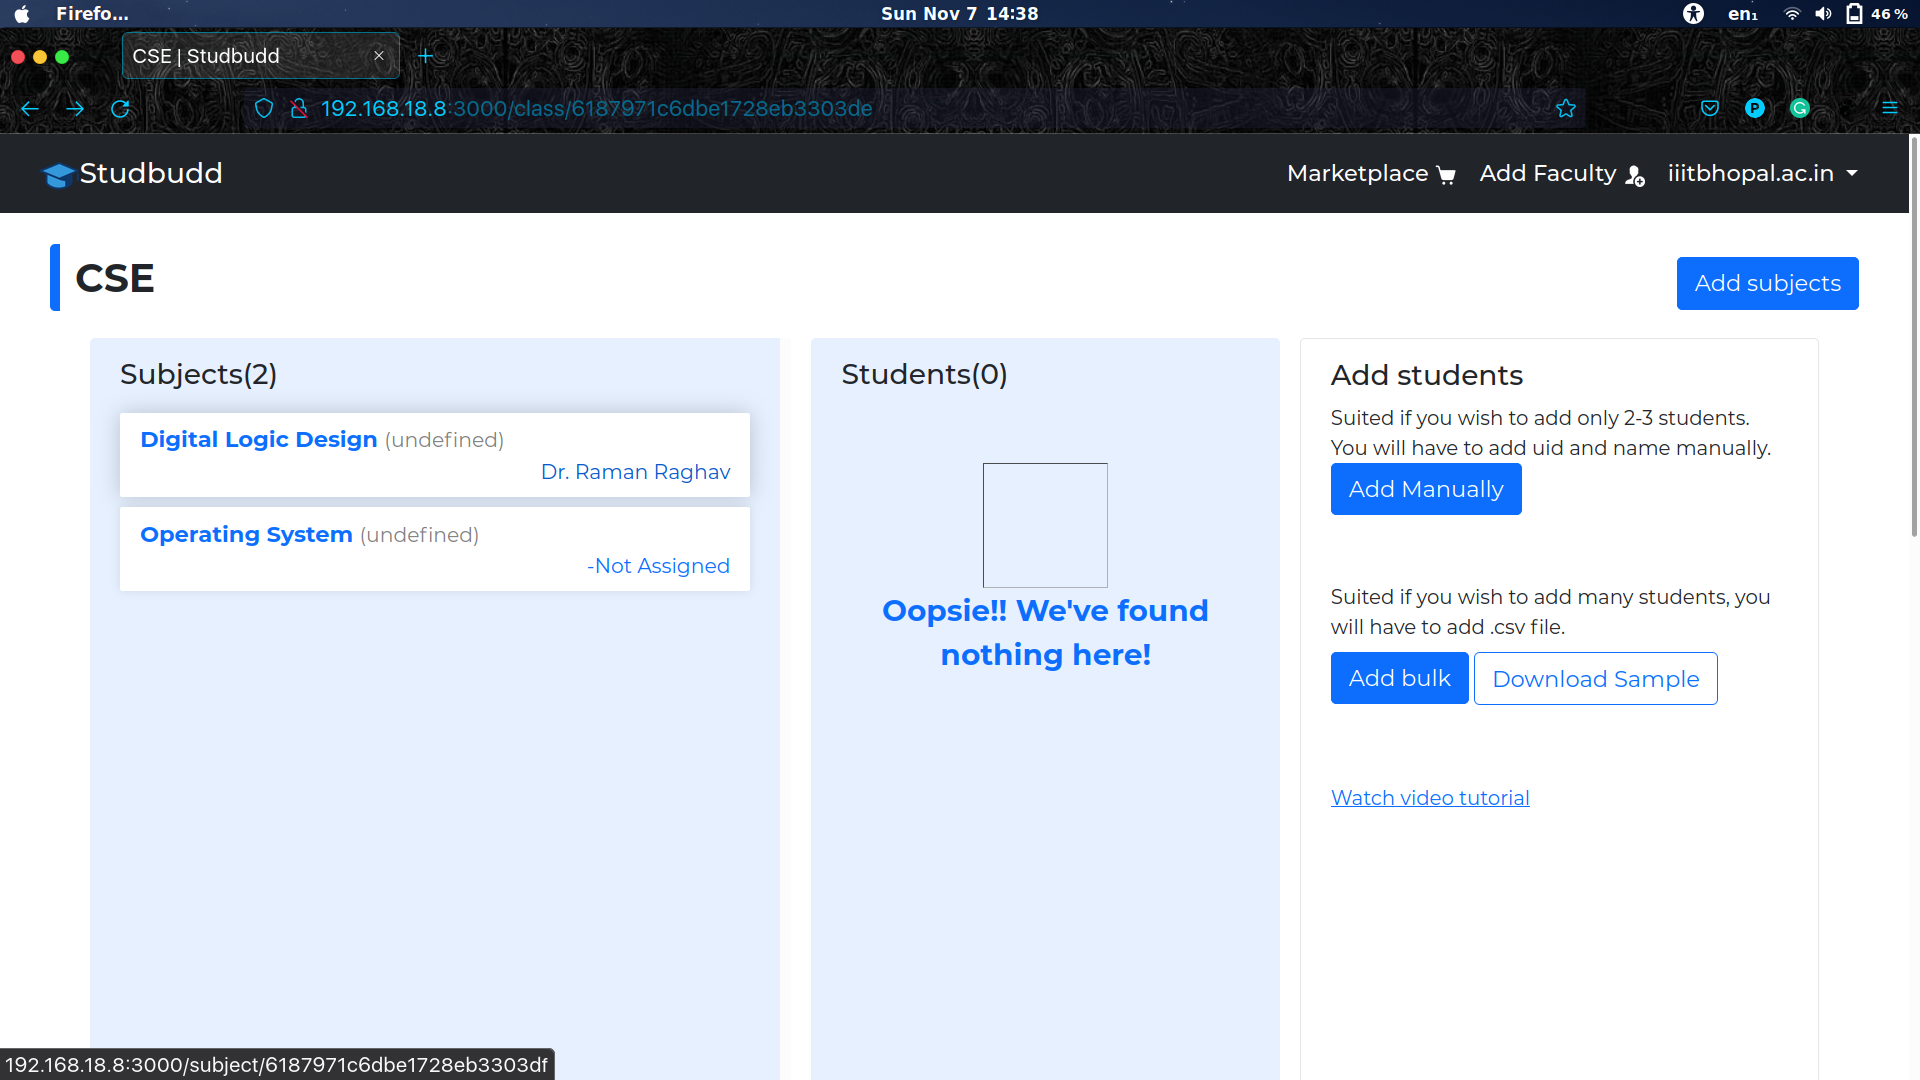 Firefo...
Sun Nov 7 14:38
en₁
46 %
CSE | Studbudd
192.168.18.8:3000/class/6187971c6dbe1728eb3303de
Studbudd
Marketplace
Add Faculty
iiitbhopal.ac.in
CSE
Add subjects
Subjects(2)
Digital Logic Design (undefined)
Dr. Raman Raghav
Operating System (undefined)
-Not Assigned
Students(0)
Oopsie!! We've found
nothing here!
Add students
Suited if you wish to add only 2-3 students.
You will have to add uid and name manually.
Add Manually
Suited if you wish to add many students, you
will have to add .csv file.
Add bulk
Download Sample
Watch video tutorial
192.168.18.8:3000/subject/6187971c6dbe1728eb3303df